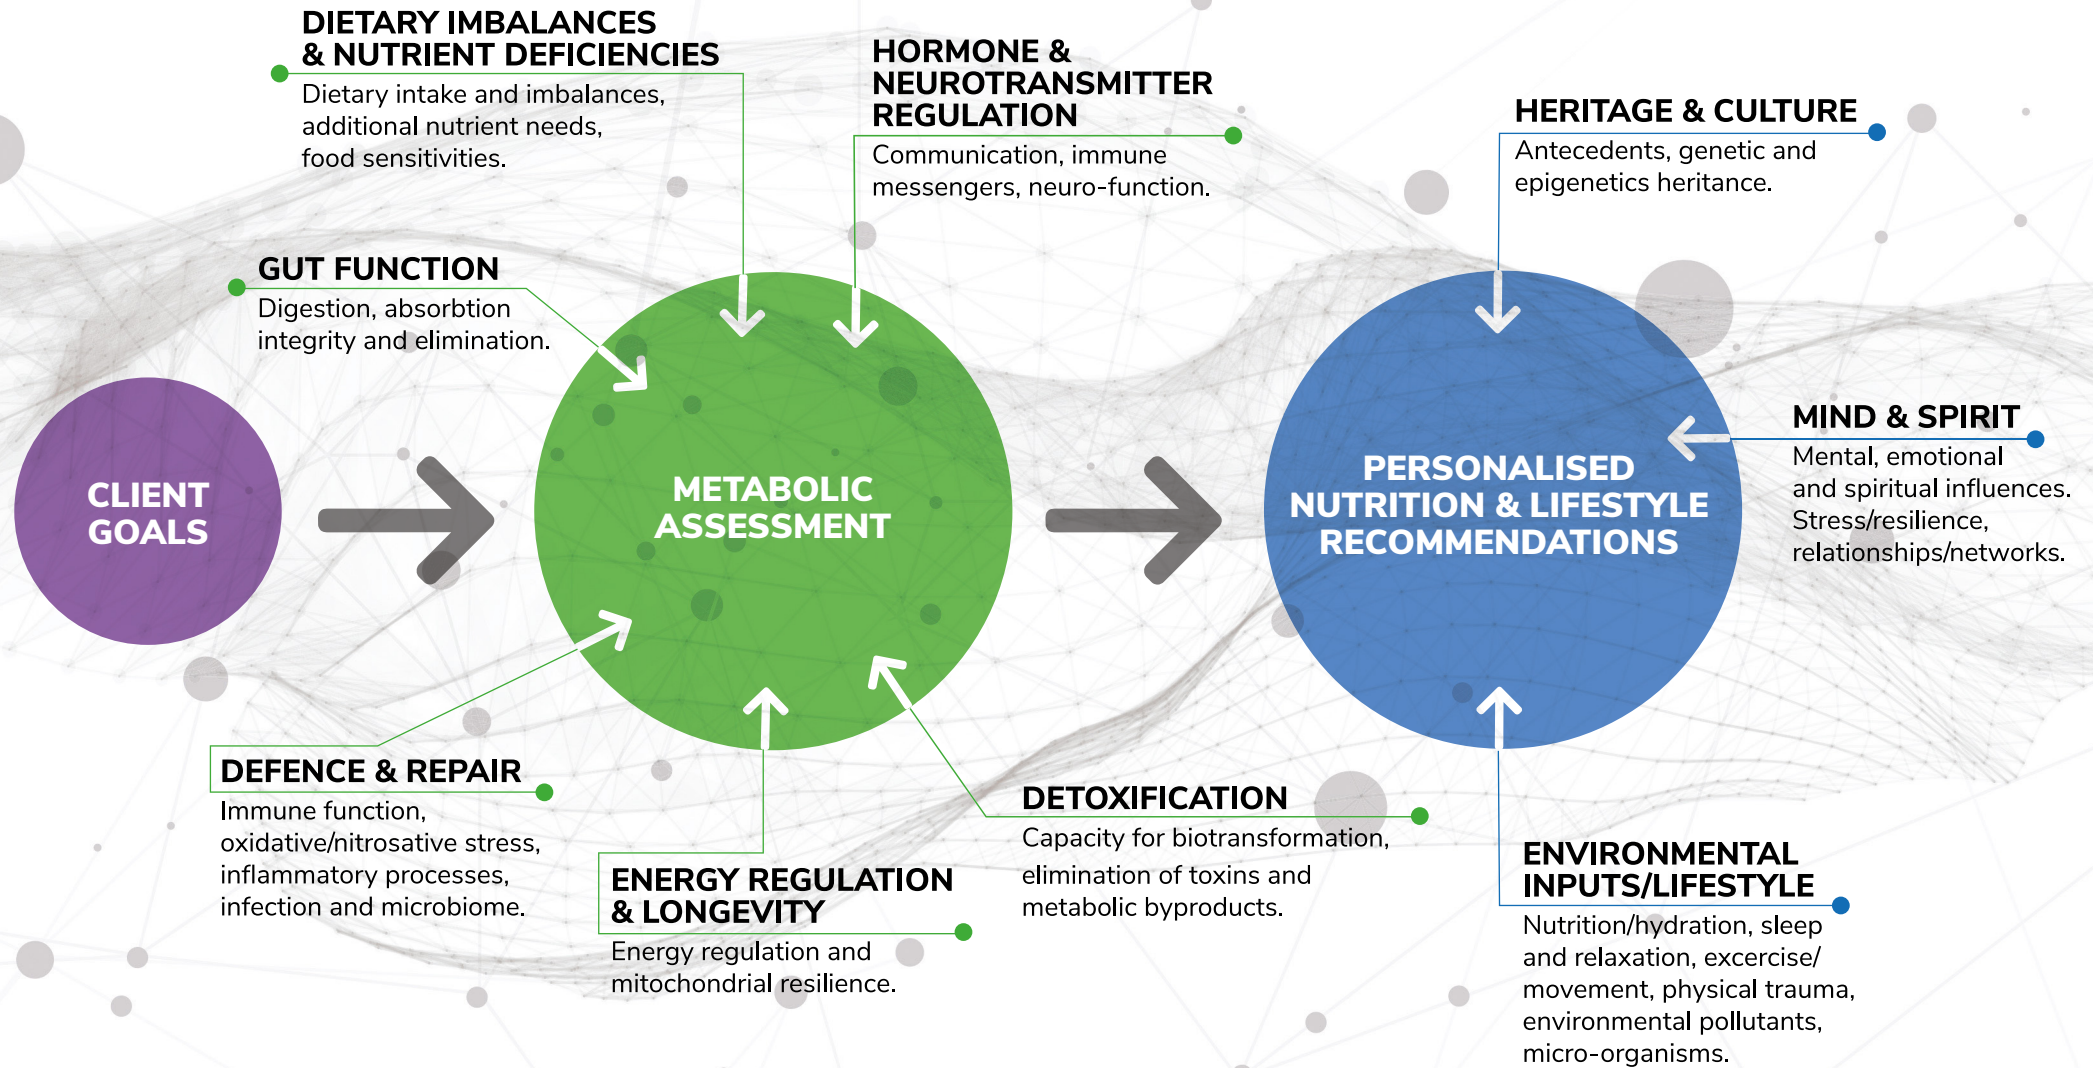 DIETARY IMBALANCES
& NUTRIENT DEFICIENCIES
Dietary intake and imbalances,
additional nutrient needs,
food sensitivities.
HORMONE &
NEUROTRANSMITTER
REGULATION
Communication, immune
messengers, neuro-function.
HERITAGE & CULTURE
Antecedents, genetic and
epigenetics heritance.
GUT FUNCTION
Digestion, absorbtion
integrity and elimination.
MIND & SPIRIT
Mental, emotional
and spiritual influences.
Stress/resilience,
relationships/networks.
CLIENT
GOALS
METABOLIC
ASSESSMENT
PERSONALISED
NUTRITION & LIFESTYLE
RECOMMENDATIONS
DEFENCE & REPAIR
Immune function,
oxidative/nitrosative stress,
inflammatory processes,
infection and microbiome.
ENERGY REGULATION
& LONGEVITY
Energy regulation and
mitochondrial resilience.
DETOXIFICATION
Capacity for biotransformation,
elimination of toxins and
metabolic byproducts.
ENVIRONMENTAL
INPUTS/LIFESTYLE
Nutrition/hydration, sleep
and relaxation, excercise/
movement, physical trauma,
environmental pollutants,
micro-organisms.